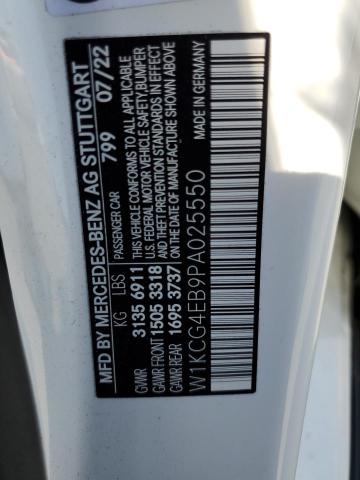 MFD BY MERCEDES-BENZ AG STUTTGART
799 07/22
PASSENGER CAR
KG LBS
GVWR 3135 6911
GAWR FRONT 1505 3318
GAWR REAR 1695 3737
THIS VEHICLE CONFORMS TO ALL APPLICABLE
U.S. FEDERAL MOTOR VEHICLE SAFETY, BUMPER
AND THEFT PREVENTION STANDARDS IN EFFECT
ON THE DATE OF MANUFACTURE SHOWN ABOVE
W1KCG4EB9PA025550
MADE IN GERMANY